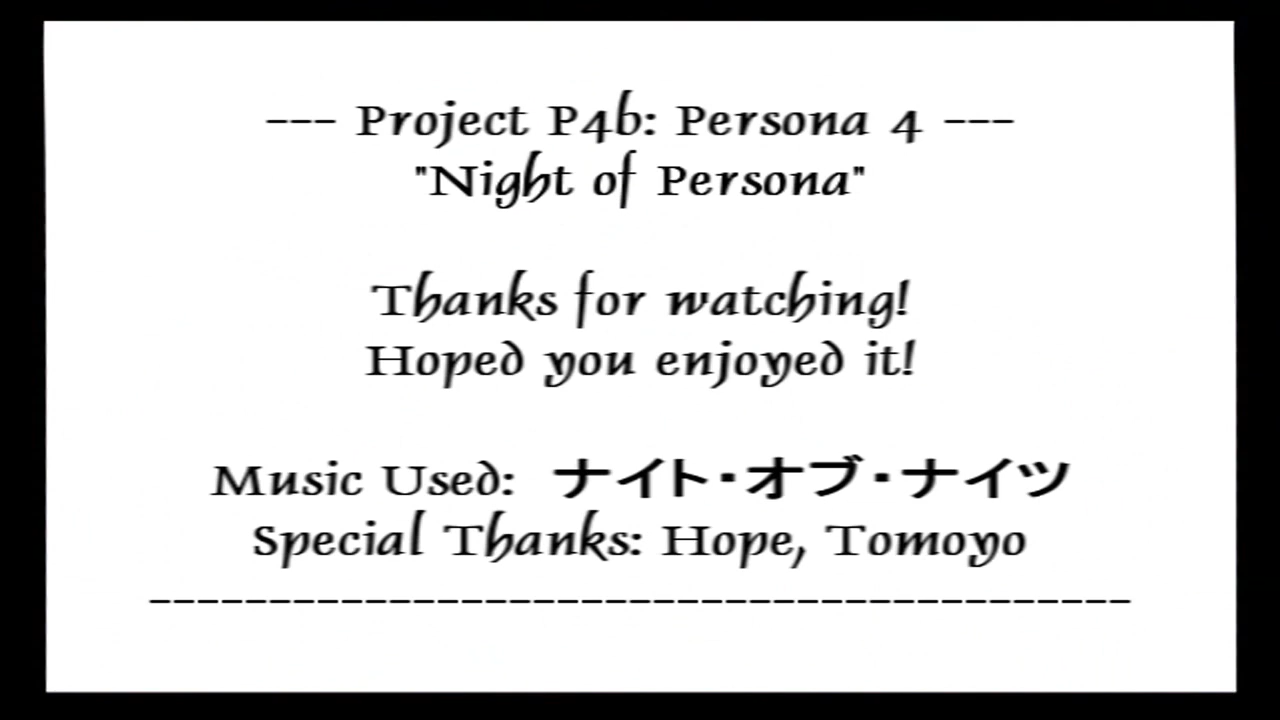 --- Project P4b: Persona 4 ---
"Night of Persona"
Thanks for watching!
Hoped you enjoyed it!
Music Used: ナイト・オブ・ナイツ
Special Thanks: Hope, Tomoyo
-----------------------------------------